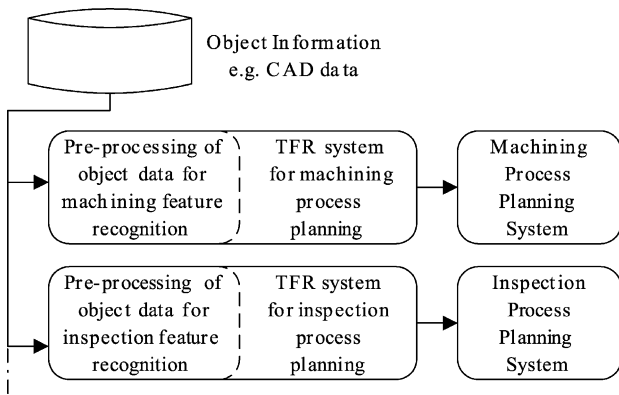 Object Information
e.g. CAD data
Pre-processing of
object data for
machining feature
recognition
TFR system
for machining
process
planning
Machining
Process
Planning
System
Pre-processing of
object data for
inspection feature
recognition
TFR system
for inspection
process
planning
Inspection
Process
Planning
System